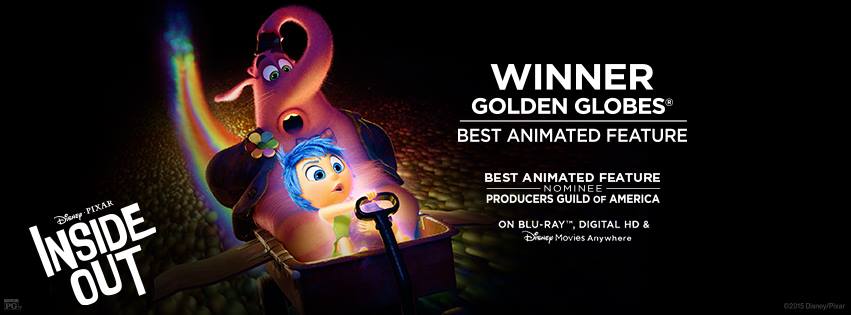 WINNER
GOLDEN GLOBES®
BEST ANIMATED FEATURE
BEST ANIMATED FEATURE
NOMINEE
PRODUCERS GUILD OF AMERICA
ON BLU-RAY™, DIGITAL HD &
Disney Movies Anywhere
Disney · PIXAR
INSIDE
OUT
PG
©2015 Disney/Pixar